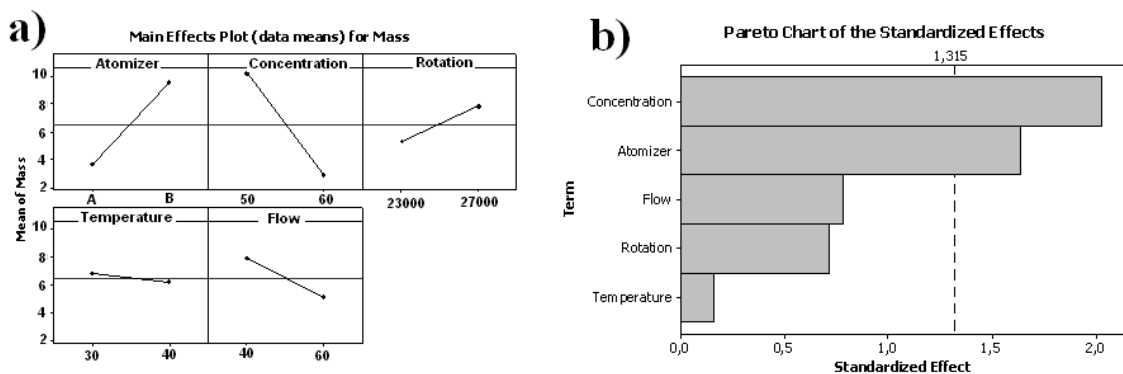 a)
Main Effects Plot (data means) for Mass
Atomizer Concentration Rotation
10
8
6
4
2
A B 50 60 23000 27000
Temperature Flow
10
8
6
4
2
30 40 40 60
Mean of Mass
b)
Pareto Chart of the Standardized Effects
1,315
Concentration
Atomizer
Flow
Rotation
Temperature
Term
0,0 0,5 1,0 1,5 2,0
Standardized Effect